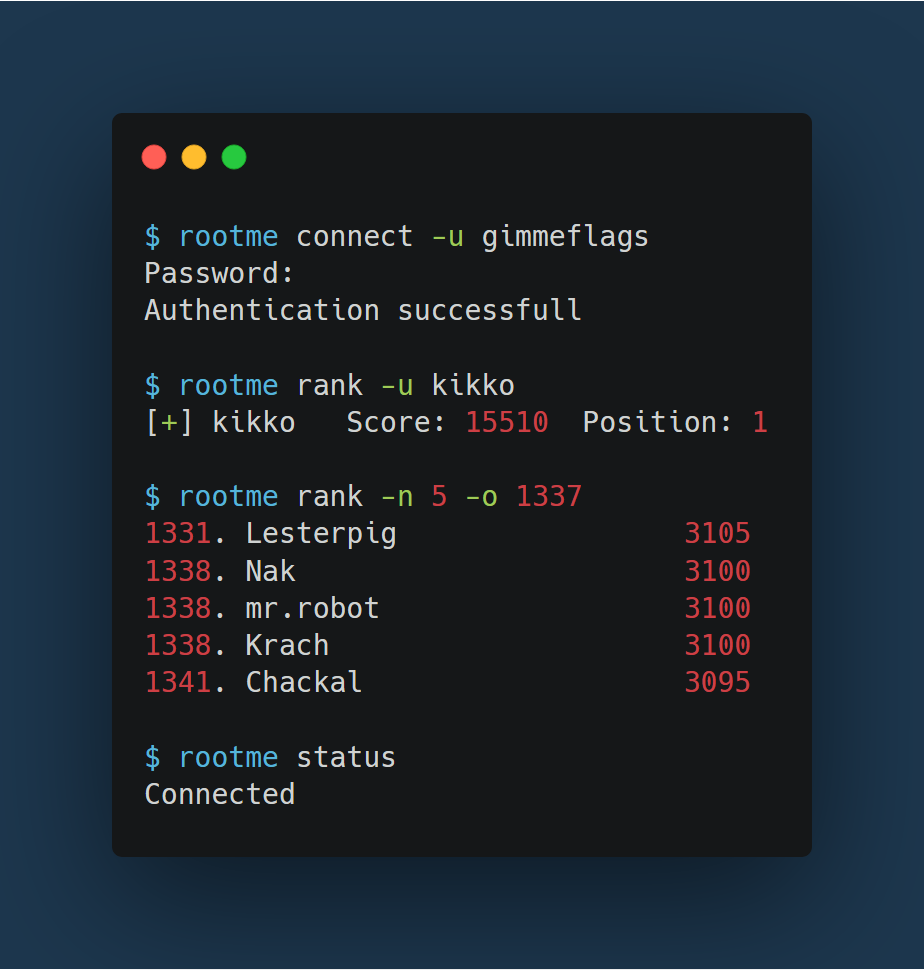 $ rootme connect -u gimmeflags
Password:
Authentication successfull
$ rootme rank -u kikko
[+] kikko   Score: 15510  Position: 1
$ rootme rank -n 5 -o 1337
1331. Lesterpig                 3105
1338. Nak                       3100
1338. mr.robot                  3100
1338. Krach                     3100
1341. Chackal                   3095
$ rootme status
Connected